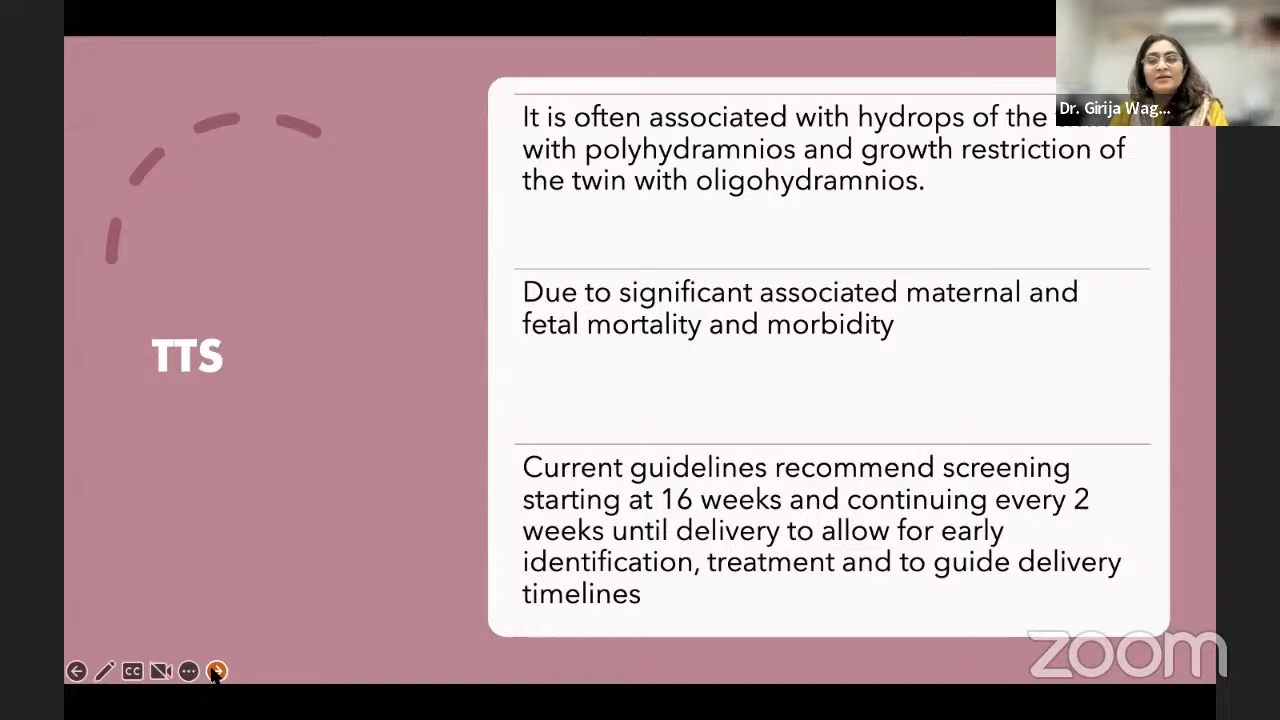 It is often associated with hydrops of the
with polyhydramnios and growth restriction of
the twin with oligohydramnios.
Due to significant associated maternal and
fetal mortality and morbidity
TTS
Current guidelines recommend screening
starting at 16 weeks and continuing every 2
weeks until delivery to allow for early
identification, treatment and to guide delivery
timelines
Dr. Girija Wag...
CC
zoom